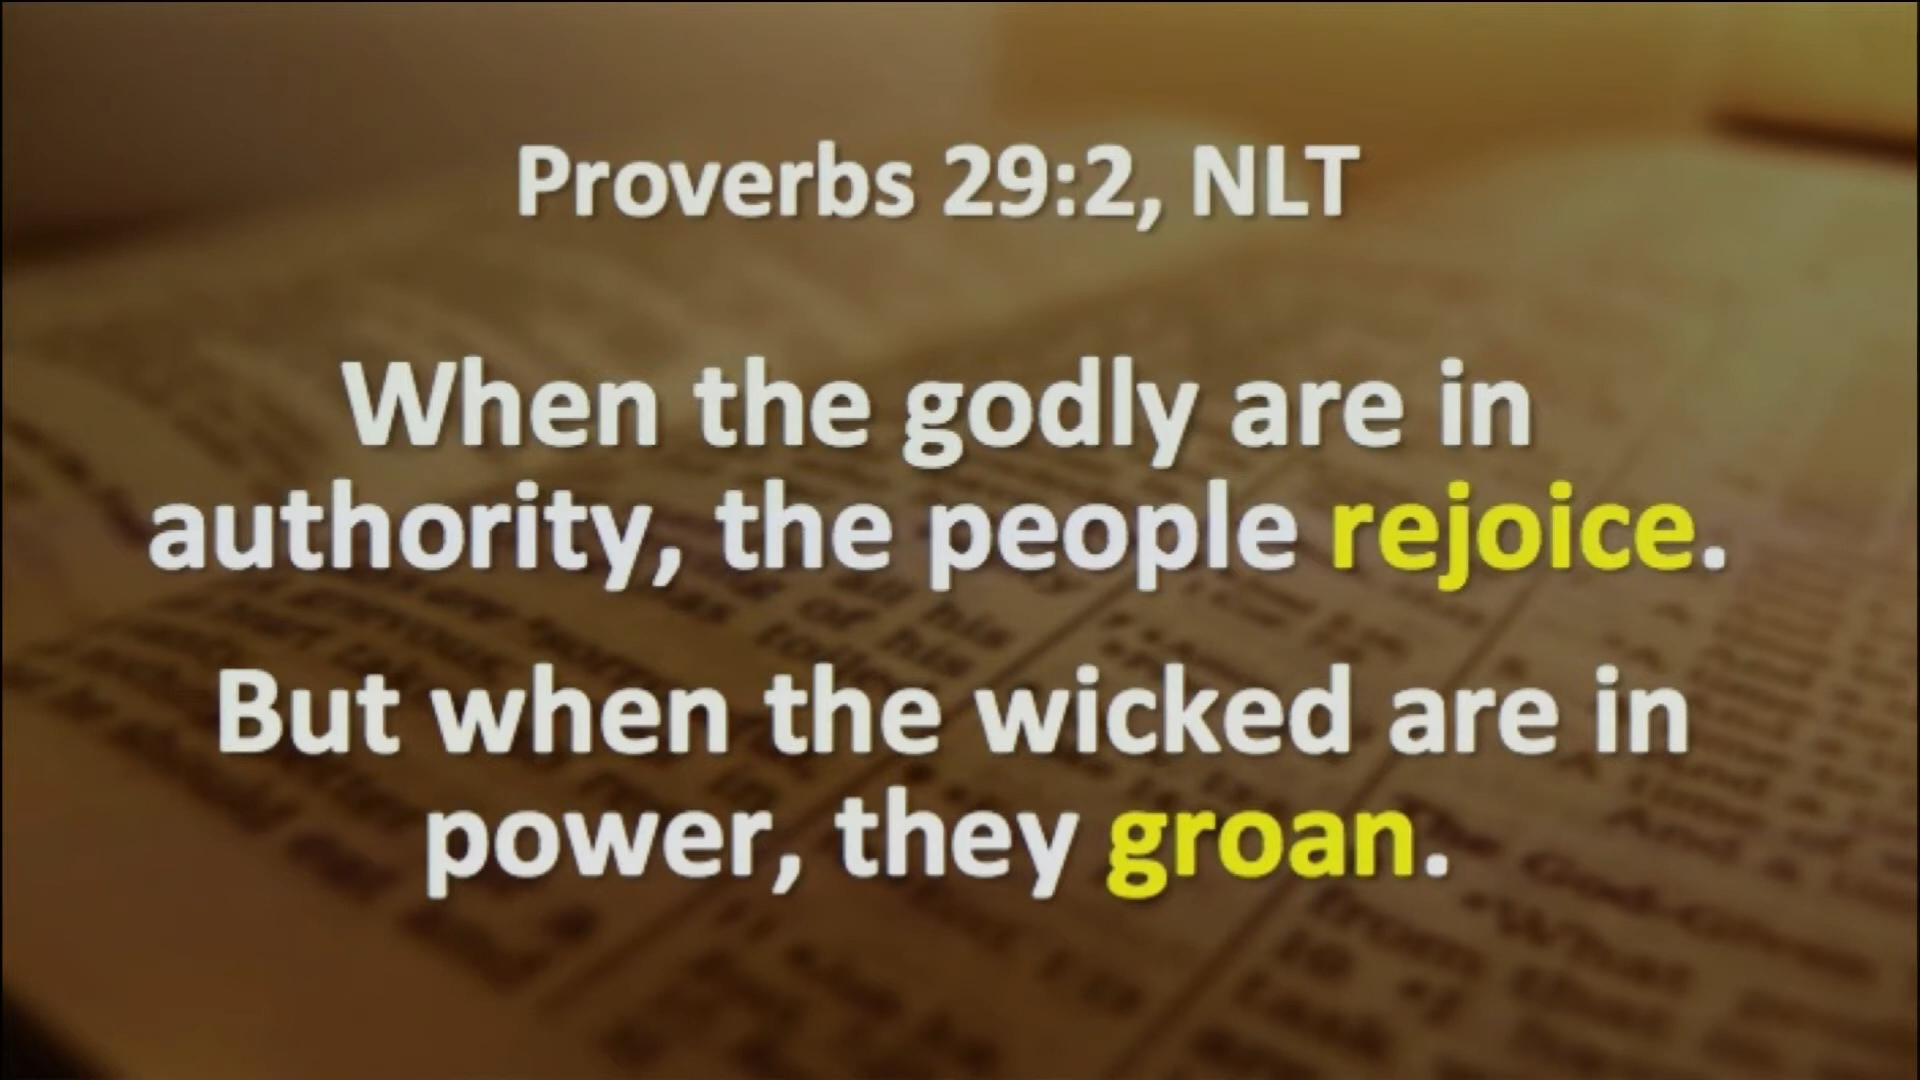 Proverbs 29:2, NLT
When the godly are in
authority, the people rejoice.
But when the wicked are in
power, they groan.